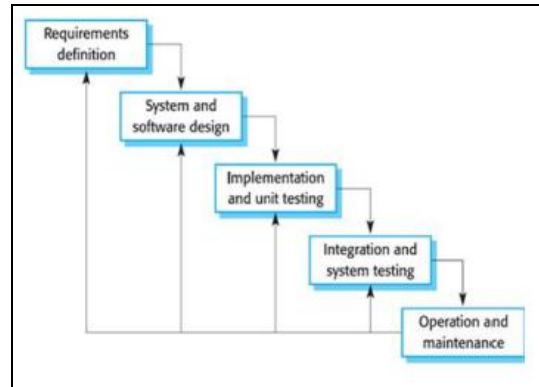 Requirements
definition
System and
software design
Implementation
and unit testing
Integration and
system testing
Operation and
maintenance